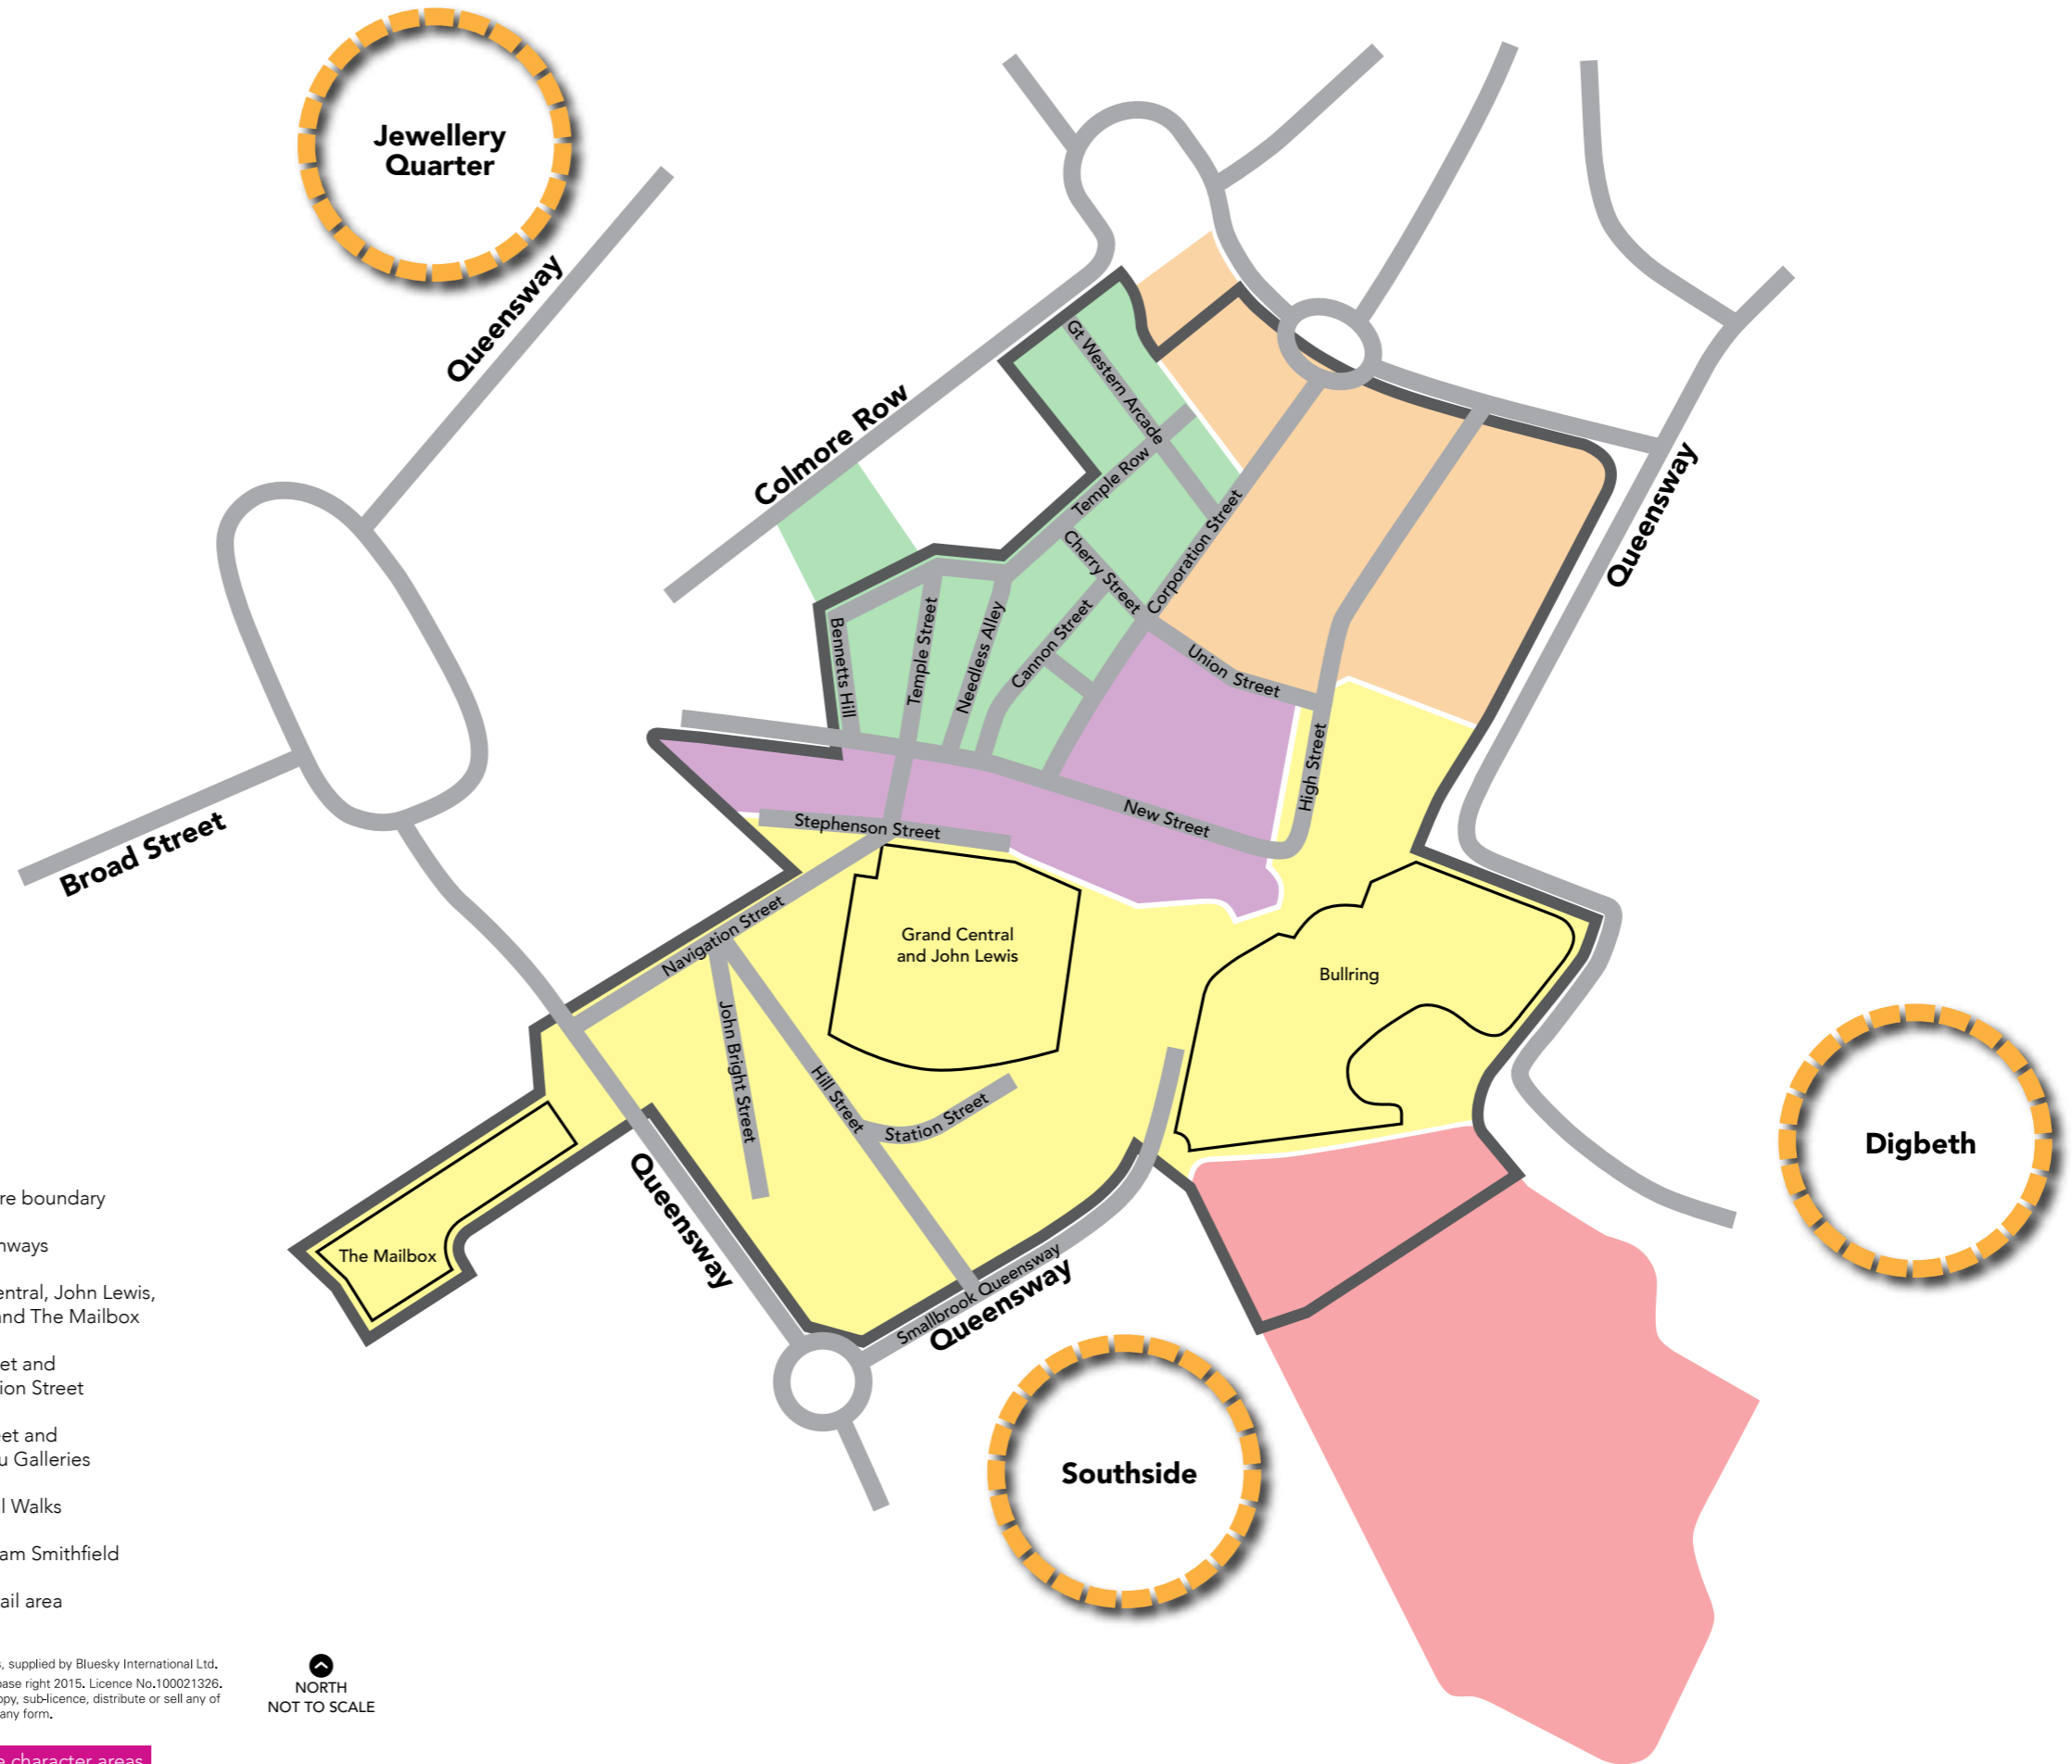 Jewellery
Quarter
Queensway
Colmore Row
Gt Western Arcade
Temple Row
Cherry Street
Corporation Street
Queensway
Bennetts Hill
Temple Street
Needless Alley
Cannon Street
Union Street
High Street
New Street
Stephenson Street
Broad Street
Navigation Street
Grand Central
and John Lewis
Bullring
John Bright Street
Hill Street
Station Street
Digbeth
The Mailbox
Queensway
Smallbrook Queensway
Queensway
Southside
re boundary
hways
entral, John Lewis,
and The Mailbox
et and
ion Street
et and
u Galleries
l Walks
am Smithfield
ail area
s, supplied by Bluesky International Ltd.
base right 2015. Licence No.100021326.
opy, sub-licence, distribute or sell any of
any form.
NORTH
NOT TO SCALE
e character areas